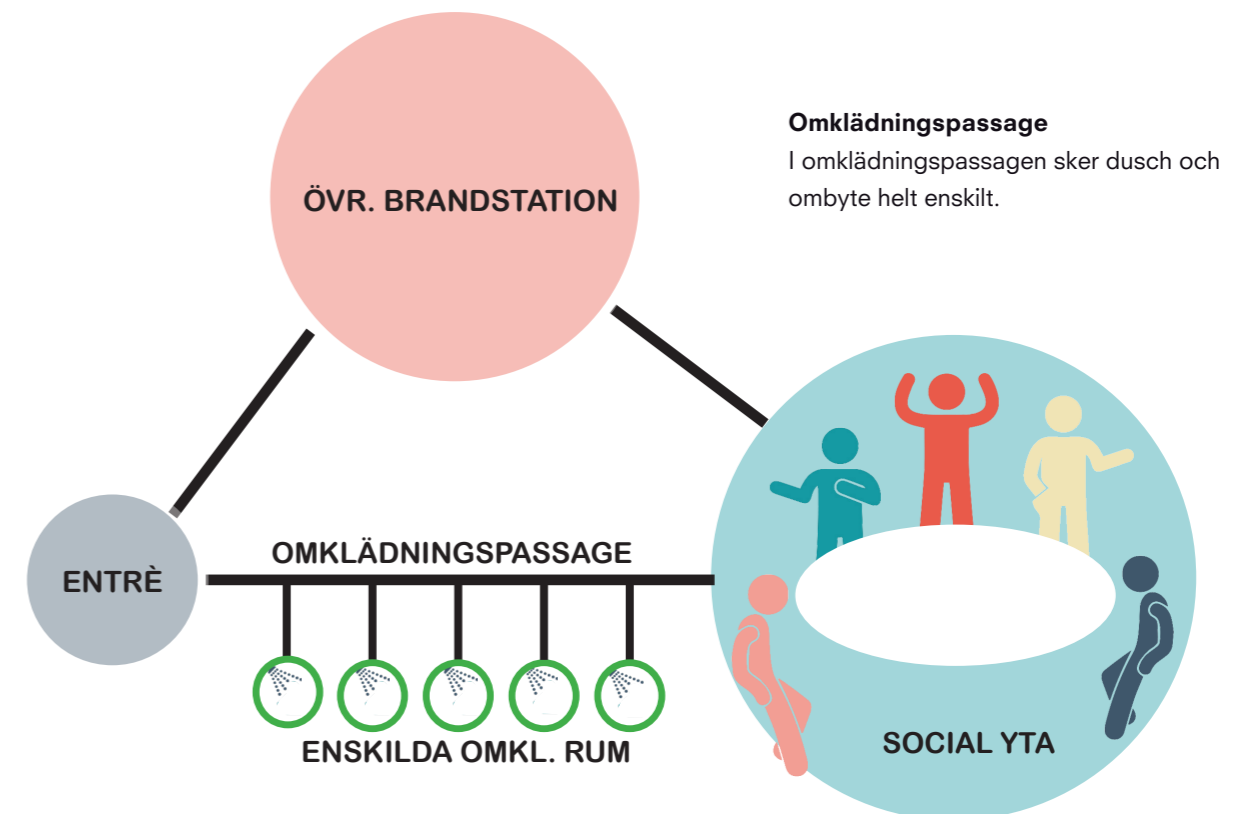 Omklädningspassage
I omklädningspassagen sker dusch och
ombyte helt enskilt.
ÖVR. BRANDSTATION
ENTRÈ
OMKLÄDNINGSPASSAGE
ENSKILDA OMKL. RUM
SOCIAL YTA